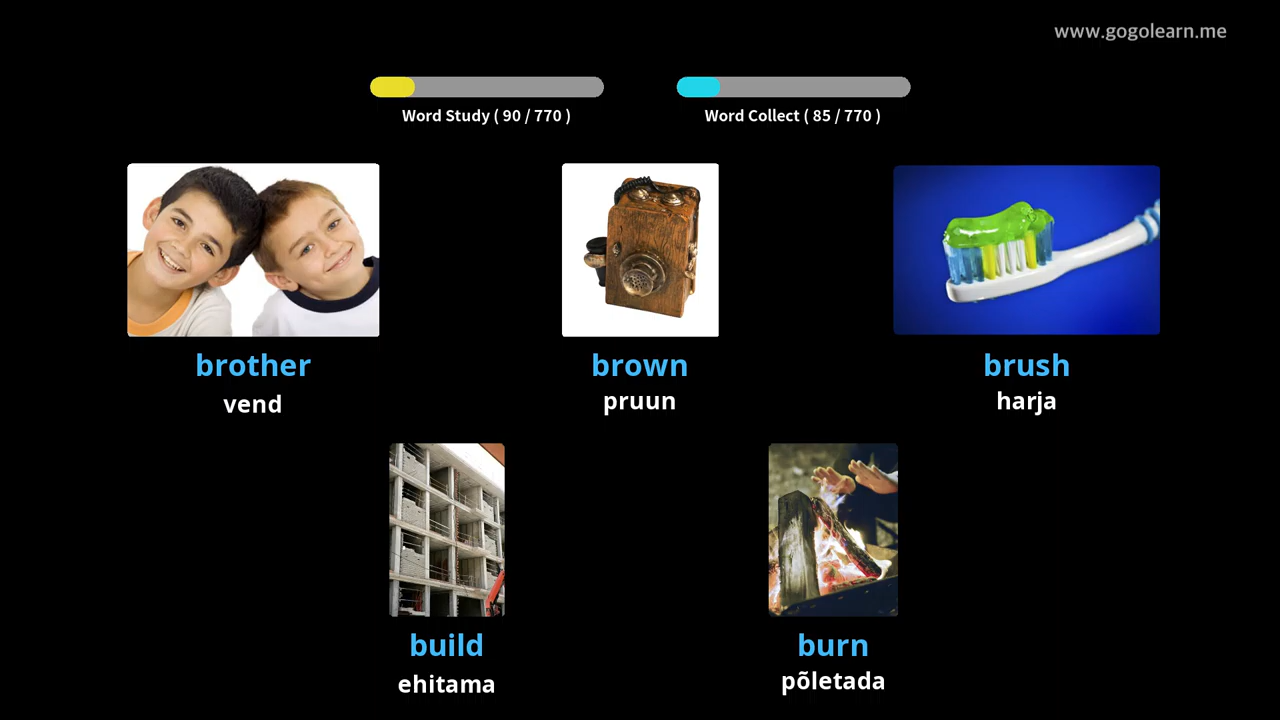 www.gogolearn.me
Word Study ( 90 / 770 )
Word Collect ( 85 / 770 )
brother
vend
brown
pruun
brush
harja
build
ehitama
burn
põletada